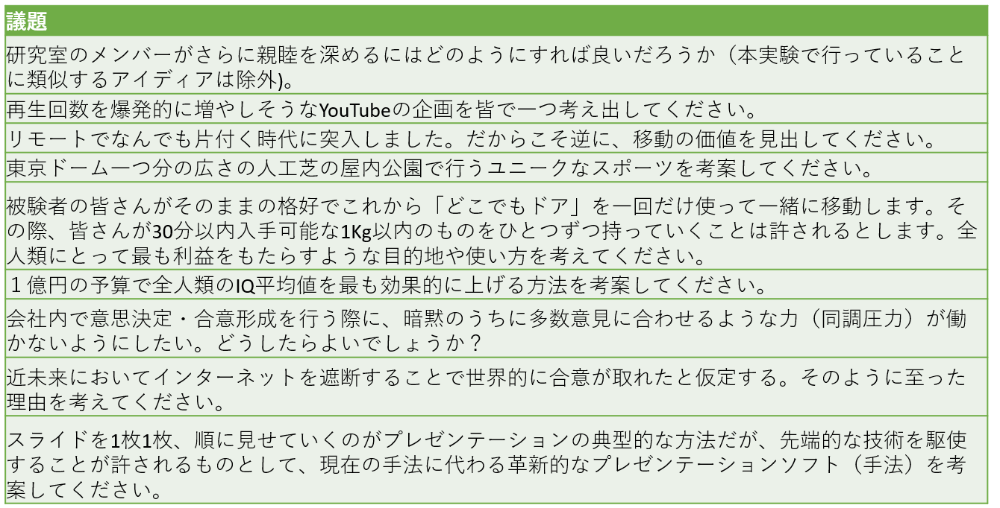 議題
研究室のメンバーがさらに親睦を深めるにはどのようにすれば良いだろうか（本実験で行っていること
に類似するアイディアは除外)。
再生回数を爆発的に増やしそうなYouTubeの企画を皆で一つ考え出してください。
リモートでなんでも片付く時代に突入しました。だからこそ逆に、移動の価値を見出してください。
東京ドーム一つ分の広さの人工芝の屋内公園で行うユニークなスポーツを考案してください。
被験者の皆さんがそのままの格好でこれから「どこでもドア」を一回だけ使って一緒に移動します。そ
の際、皆さんが30分以内入手可能な1Kg以内のものをひとつずつ持っていくことは許されるとします。全
人類にとって最も利益をもたらすような目的地や使い方を考えてください。
１億円の予算で全人類のIQ平均値を最も効果的に上げる方法を考案してください。
会社内で意思決定・合意形成を行う際に、暗黙のうちに多数意見に合わせるような力（同調圧力）が働
かないようにしたい。どうしたらよいでしょうか？
近未来においてインターネットを遮断することで世界的に合意が取れたと仮定する。そのように至った
理由を考えてください。
スライドを1枚1枚、順に見せていくのがプレゼンテーションの典型的な方法だが、先端的な技術を駆使
することが許されるものとして、現在の手法に代わる革新的なプレゼンテーションソフト（手法）を考
案してください。